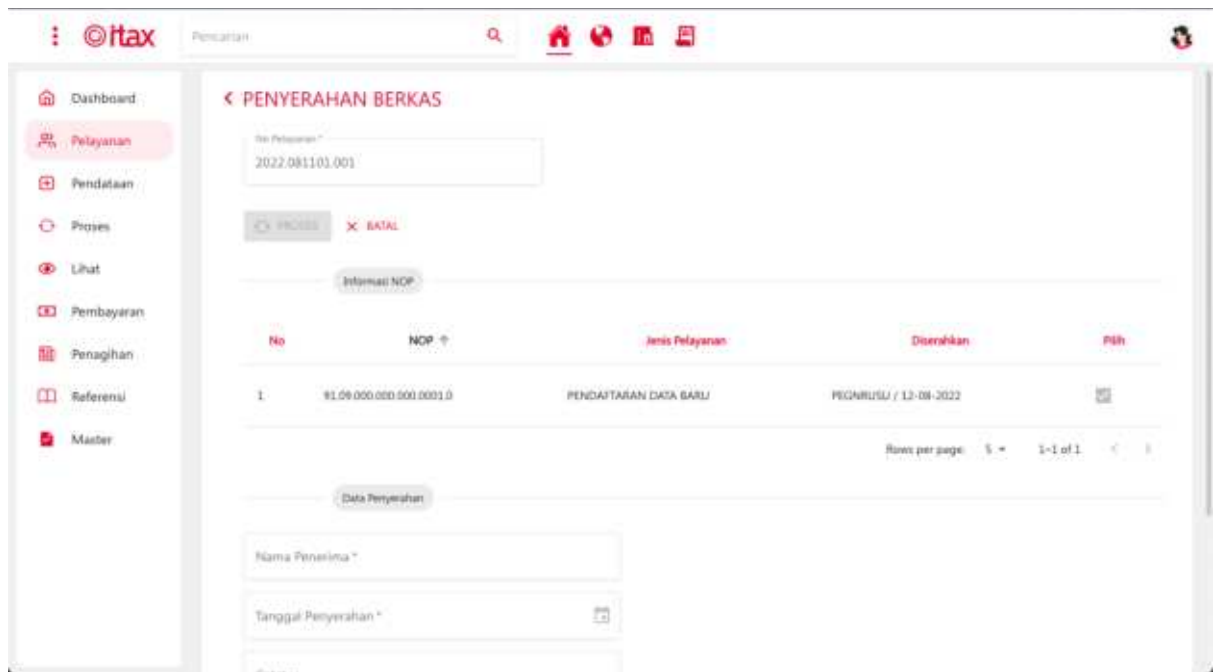 itax
Pencarian
Dashboard
Pelayanan
Pendataan
Proses
Lihat
Pembayaran
Penagihan
Referensi
Master
PENYERAHAN BERKAS
No Pelayanan *
2022.081101.001
PROSES
BATAL
Informasi NOP
No NOP Jenis Pelayanan Diserahkan Pilih
1 91.09.000.000.000.0001.0 PENDAFTARAN DATA BARU / 12-08-2022
Rows per page: 5 1-1 of 1
Data Penyerahan
Nama Penerima *
Tanggal Penyerahan *